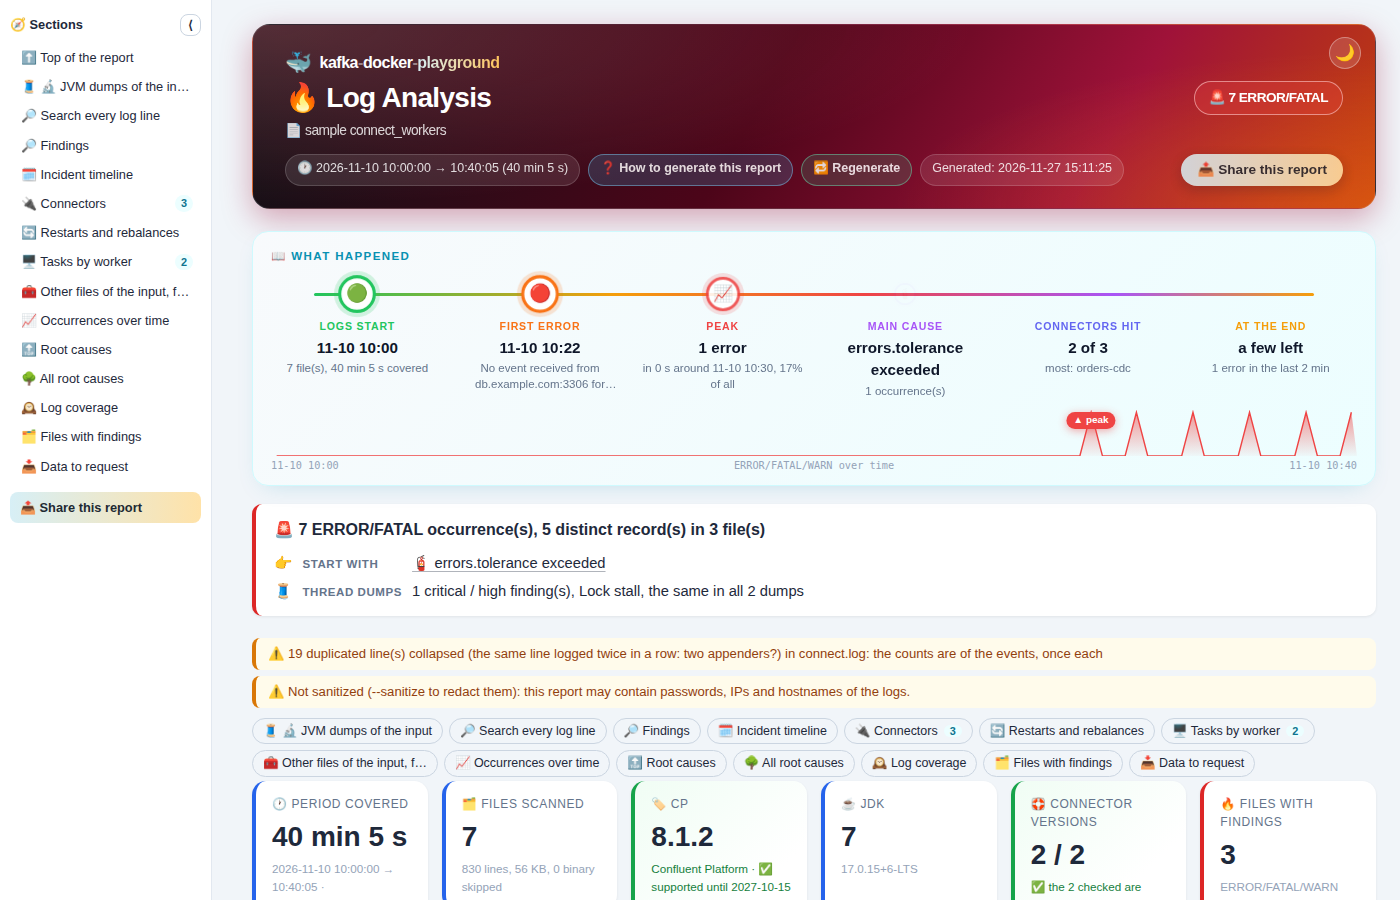 Sections
Top of the report
JVM dumps of the in…
Search every log line
Findings
Incident timeline
Connectors 3
Restarts and rebalances
Tasks by worker 2
Other files of the input, f…
Occurrences over time
Root causes
All root causes
Log coverage
Files with findings
Data to request
Share this report
kafka-docker-playground
Log Analysis
7 ERROR/FATAL
sample connect_workers
2026-11-10 10:00:00 → 10:40:05 (40 min 5 s)
How to generate this report
Regenerate
Generated: 2026-11-27 15:11:25
Share this report
WHAT HAPPENED
LOGS START
11-10 10:00
7 file(s), 40 min 5 s covered
FIRST ERROR
11-10 10:22
No event received from
db.example.com:3306 for…
PEAK
1 error
in 0 s around 11-10 10:30, 17%
of all
MAIN CAUSE
errors.tolerance
exceeded
1 occurrence(s)
CONNECTORS HIT
2 of 3
most: orders-cdc
AT THE END
a few left
1 error in the last 2 min
▲ peak
11-10 10:00
ERROR/FATAL/WARN over time
11-10 10:40
7 ERROR/FATAL occurrence(s), 5 distinct record(s) in 3 file(s)
START WITH errors.tolerance exceeded
THREAD DUMPS 1 critical / high finding(s), Lock stall, the same in all 2 dumps
19 duplicated line(s) collapsed (the same line logged twice in a row: two appenders?) in connect.log: the counts are of the events, once each
Not sanitized (--sanitize to redact them): this report may contain passwords, IPs and hostnames of the logs.
JVM dumps of the input
Search every log line
Findings
Incident timeline
Connectors 3
Restarts and rebalances
Tasks by worker 2
Other files of the input, f…
Occurrences over time
Root causes
All root causes
Log coverage
Files with findings
Data to request
PERIOD COVERED
40 min 5 s
2026-11-10 10:00:00 →
10:40:05 ·
FILES SCANNED
7
830 lines, 56 KB, 0 binary
skipped
CP
8.1.2
Confluent Platform · ✅
supported until 2027-10-15
JDK
7
17.0.15+6-LTS
CONNECTOR
VERSIONS
2 / 2
✅ the 2 checked are
FILES WITH
FINDINGS
3
ERROR/FATAL/WARN